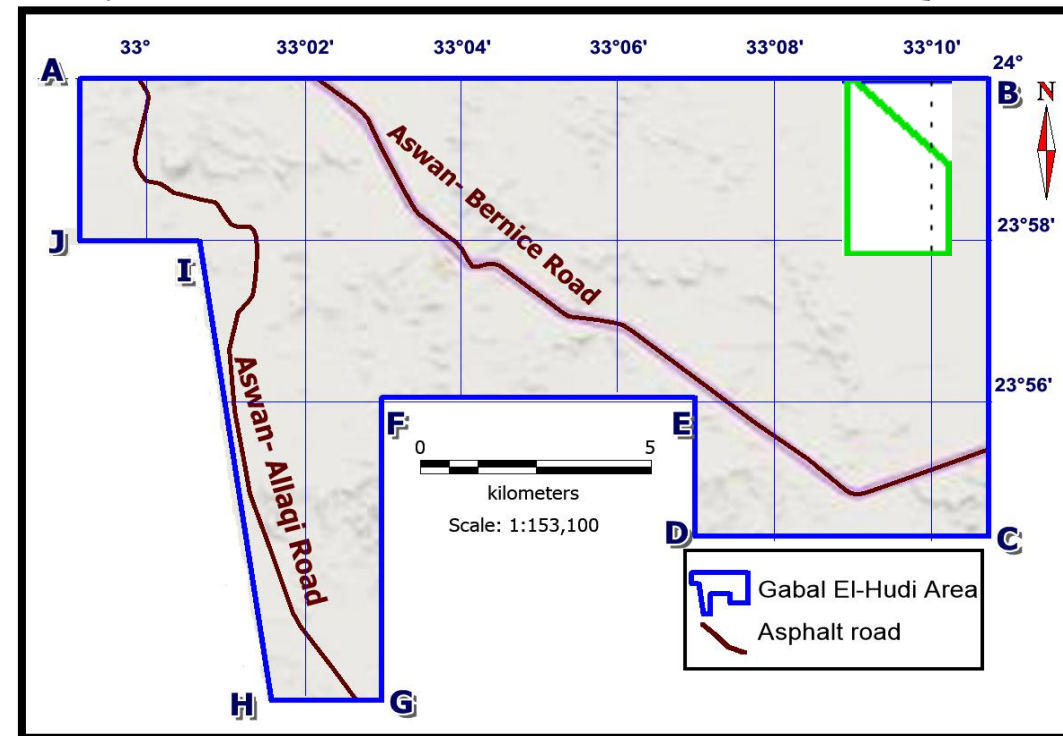 33° 33°02' 33°04' 33°06' 33°08' 33°10' 24°
A
B
N
Aswan- Bernice Road
23°58'
J
I
Aswan- Allaqi Road
23°56'
F
E
0 5
kilometers
Scale: 1:153,100
D
C
Gabal El-Hudi Area
Asphalt road
H
G